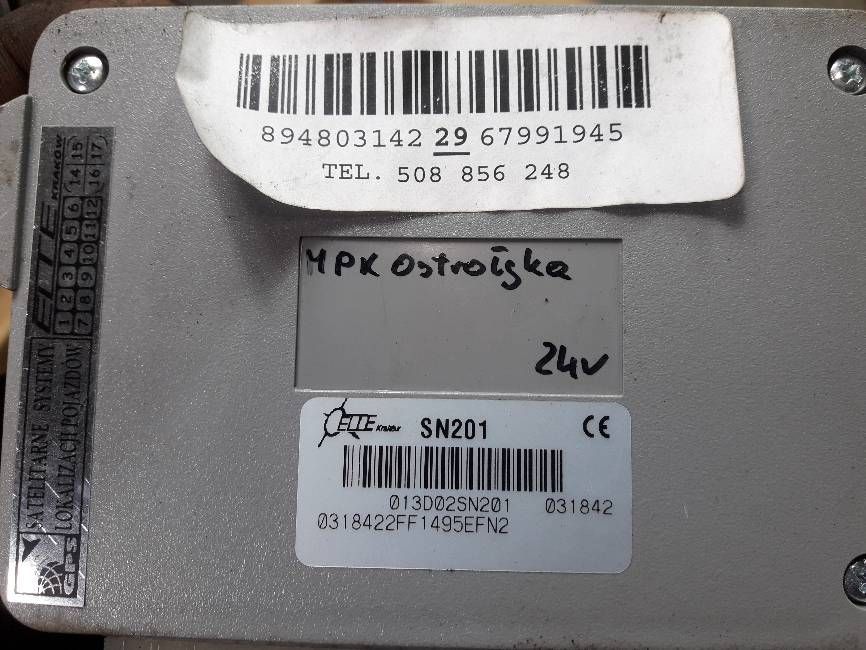 894803142 29 67991945
TEL. 508 856 248
MPK Ostrołęka
24V
ELTE Kraków SN201 CE
013D02SN201 031842
0318422FF1495EFN2
ELTE KRAKÓW
1 2 3 4 5 6 14 15
7 8 9 10 11 12 16 17
GPS SATELITARNE SYSTEMY
LOKALIZACJI POJAZDÓW